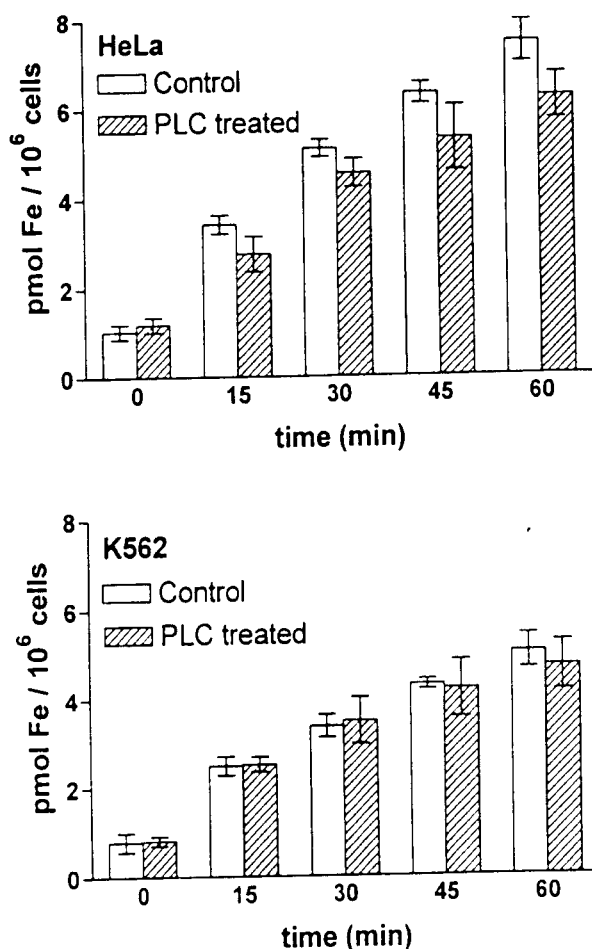 8
6
4
2
0
pmol Fe / 10⁶ cells
HeLa
Control
PLC treated
0 15 30 45 60
time (min)
8
6
4
2
0
pmol Fe / 10⁶ cells
K562
Control
PLC treated
0 15 30 45 60
time (min)